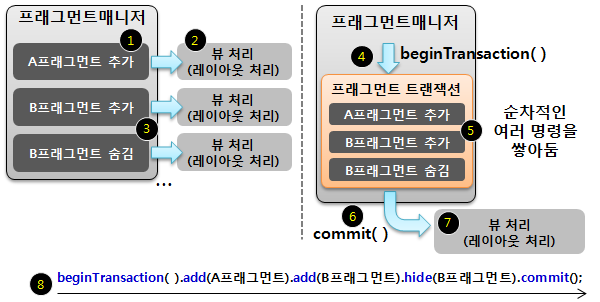 프래그먼트매니저
1
A프래그먼트 추가
2
뷰 처리
(레이아웃 처리)
B프래그먼트 추가
뷰 처리
(레이아웃 처리)
3
B프래그먼트 숨김
뷰 처리
(레이아웃 처리)
...
프래그먼트매니저
4
beginTransaction( )
프래그먼트 트랜잭션
A프래그먼트 추가
B프래그먼트 추가
B프래그먼트 숨김
5
순차적인
여러 명령을
쌓아둠
6
commit( )
7
뷰 처리
(레이아웃 처리)
8
beginTransaction( ).add(A프래그먼트).add(B프래그먼트).hide(B프래그먼트).commit();